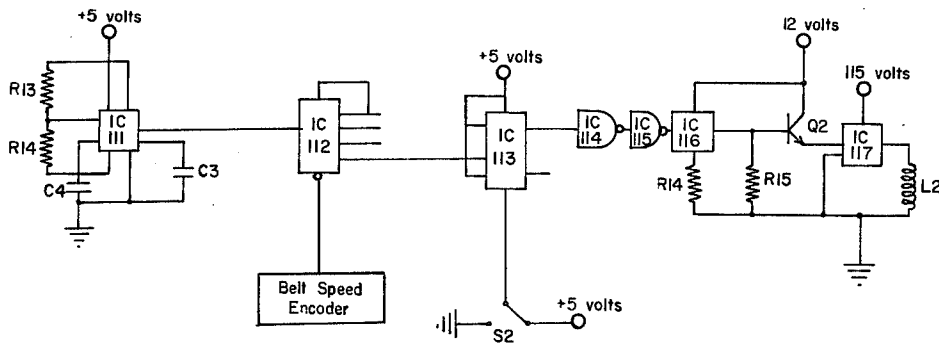 +5 volts
R13
IC
111
R14
C4
C3
IC
112
Belt Speed
Encoder
+5 volts
IC
113
S2
+5 volts
IC
114
IC
115
IC
116
R14
R15
12 volts
Q2
115 volts
IC
117
L2